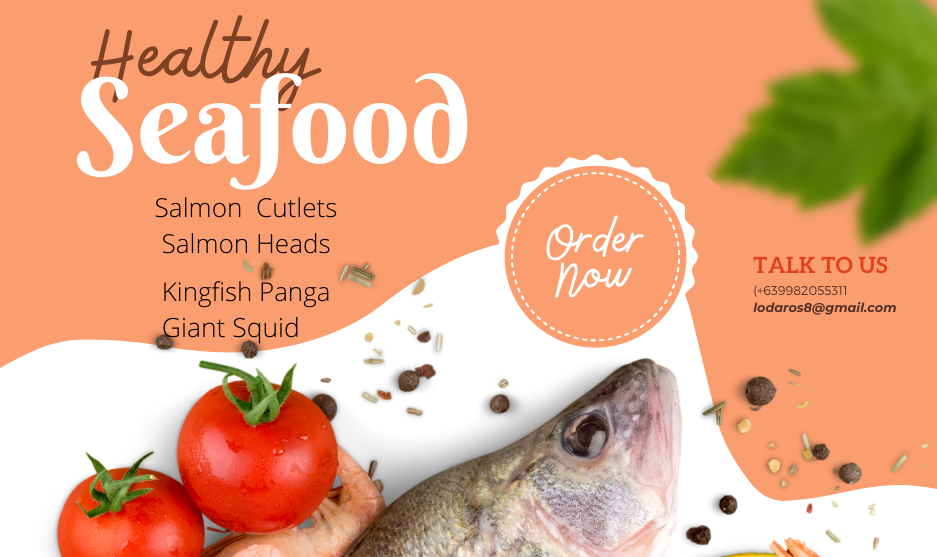 Healthy
Seafood
Salmon Cutlets
Salmon Heads
Kingfish Panga
Giant Squid
Order
Now
TALK TO US
(+639982055311
lodaros8@gmail.com